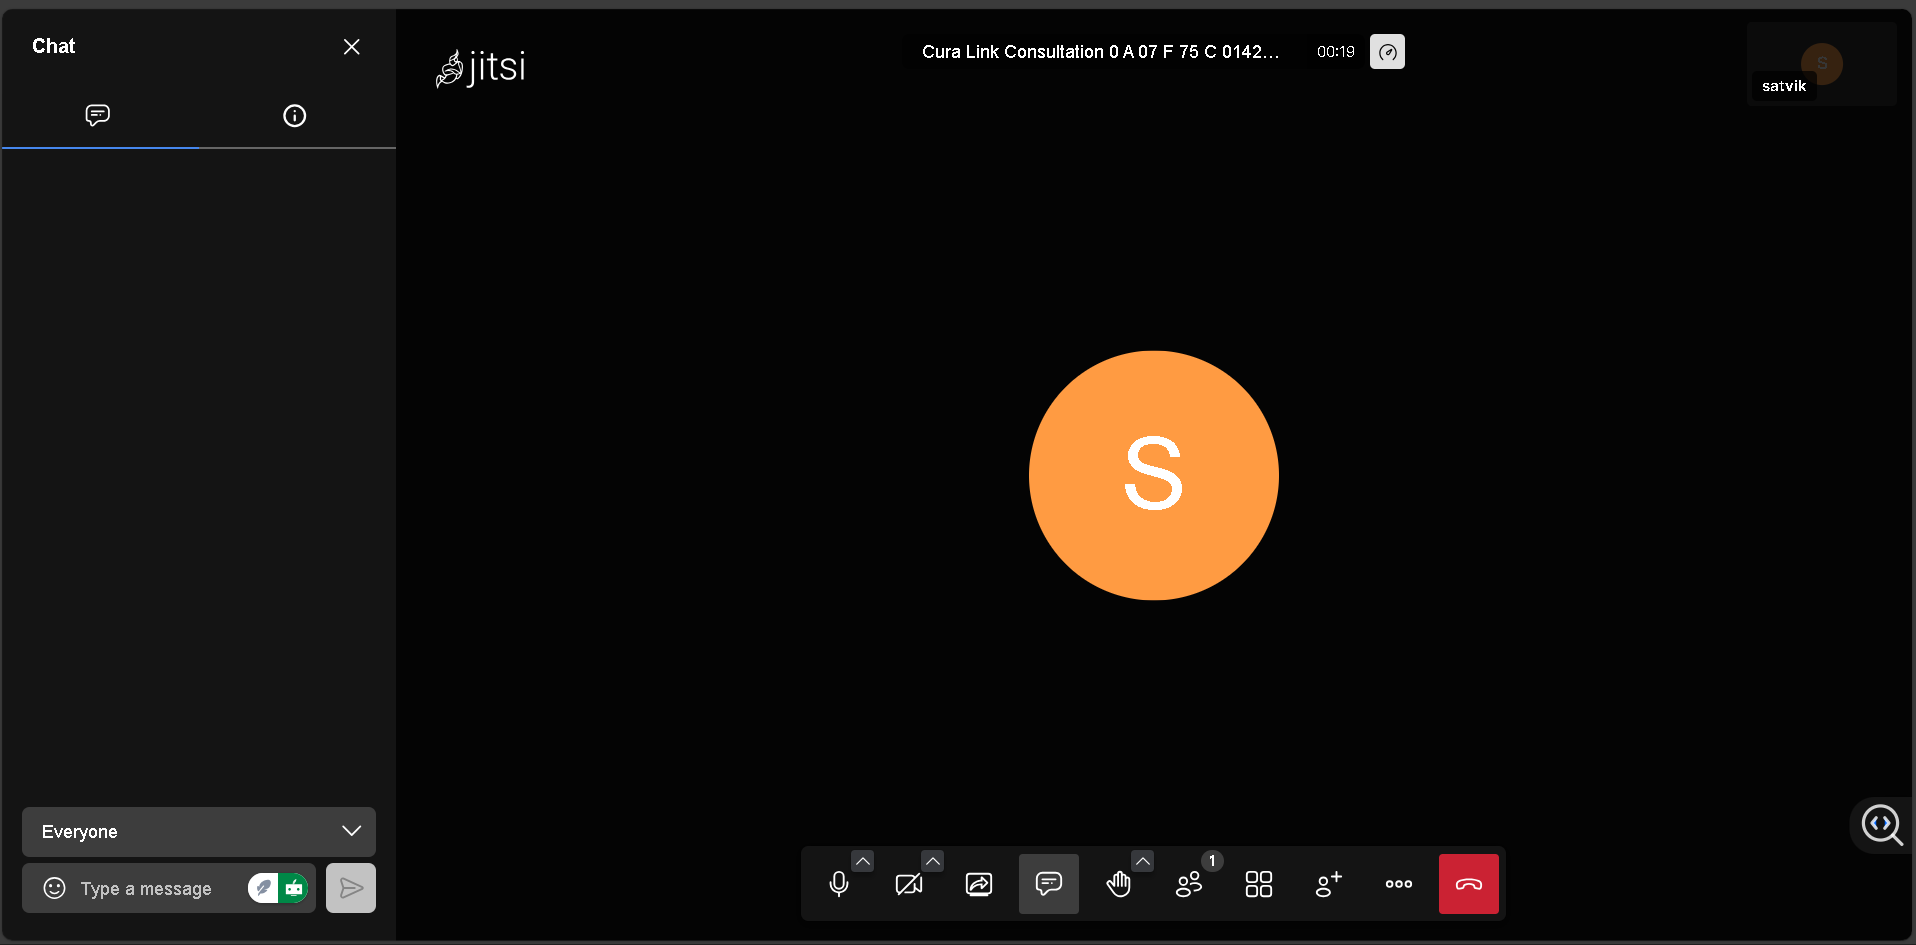 Chat
jitsi
Cura Link Consultation 0 A 07 F 75 C 0142...
00:19
S
satvik
S
Everyone
Type a message
1